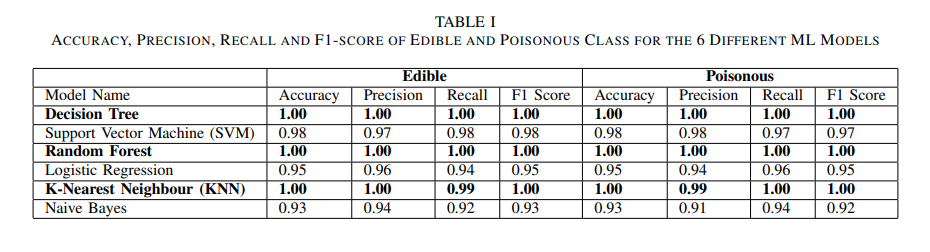 TABLE I
ACCURACY, PRECISION, RECALL AND F1-SCORE OF EDIBLE AND POISONOUS CLASS FOR THE 6 DIFFERENT ML MODELS
Edible Poisonous
Model Name Accuracy Precision Recall F1 Score Accuracy Precision Recall F1 Score
Decision Tree 1.00 1.00 1.00 1.00 1.00 1.00 1.00 1.00
Support Vector Machine (SVM) 0.98 0.97 0.98 0.98 0.98 0.98 0.97 0.97
Random Forest 1.00 1.00 1.00 1.00 1.00 1.00 1.00 1.00
Logistic Regression 0.95 0.96 0.94 0.95 0.95 0.94 0.96 0.95
K-Nearest Neighbour (KNN) 1.00 1.00 0.99 1.00 1.00 0.99 1.00 1.00
Naive Bayes 0.93 0.94 0.92 0.93 0.93 0.91 0.94 0.92